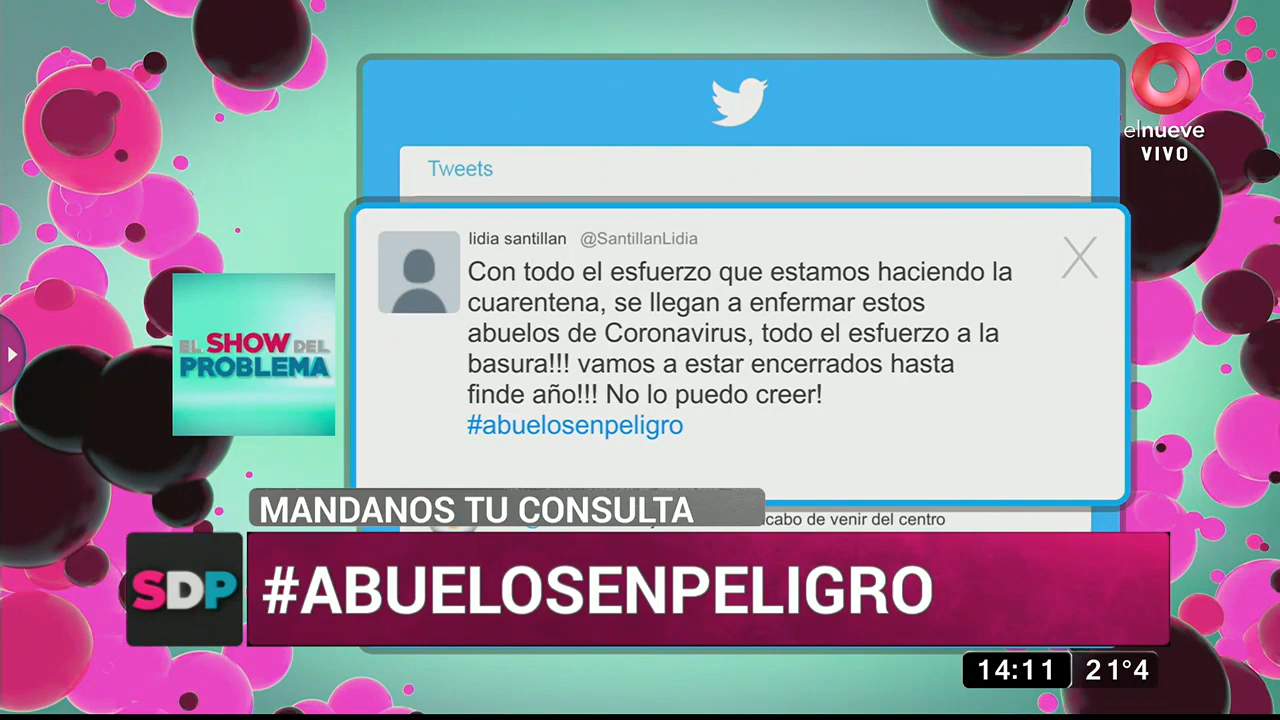 elnueve
VIVO
Tweets
lidia santillan @SantillanLidia
Con todo el esfuerzo que estamos haciendo la
cuarentena, se llegan a enfermar estos
abuelos de Coronavirus, todo el esfuerzo a la
basura!!! vamos a estar encerrados hasta
finde año!!! No lo puedo creer!
#abuelosenpeligro
EL SHOW DEL
PROBLEMA
MANDANOS TU CONSULTA
cabo de venir del centro
SDP
#ABUELOSENPELIGRO
14:11 21°4